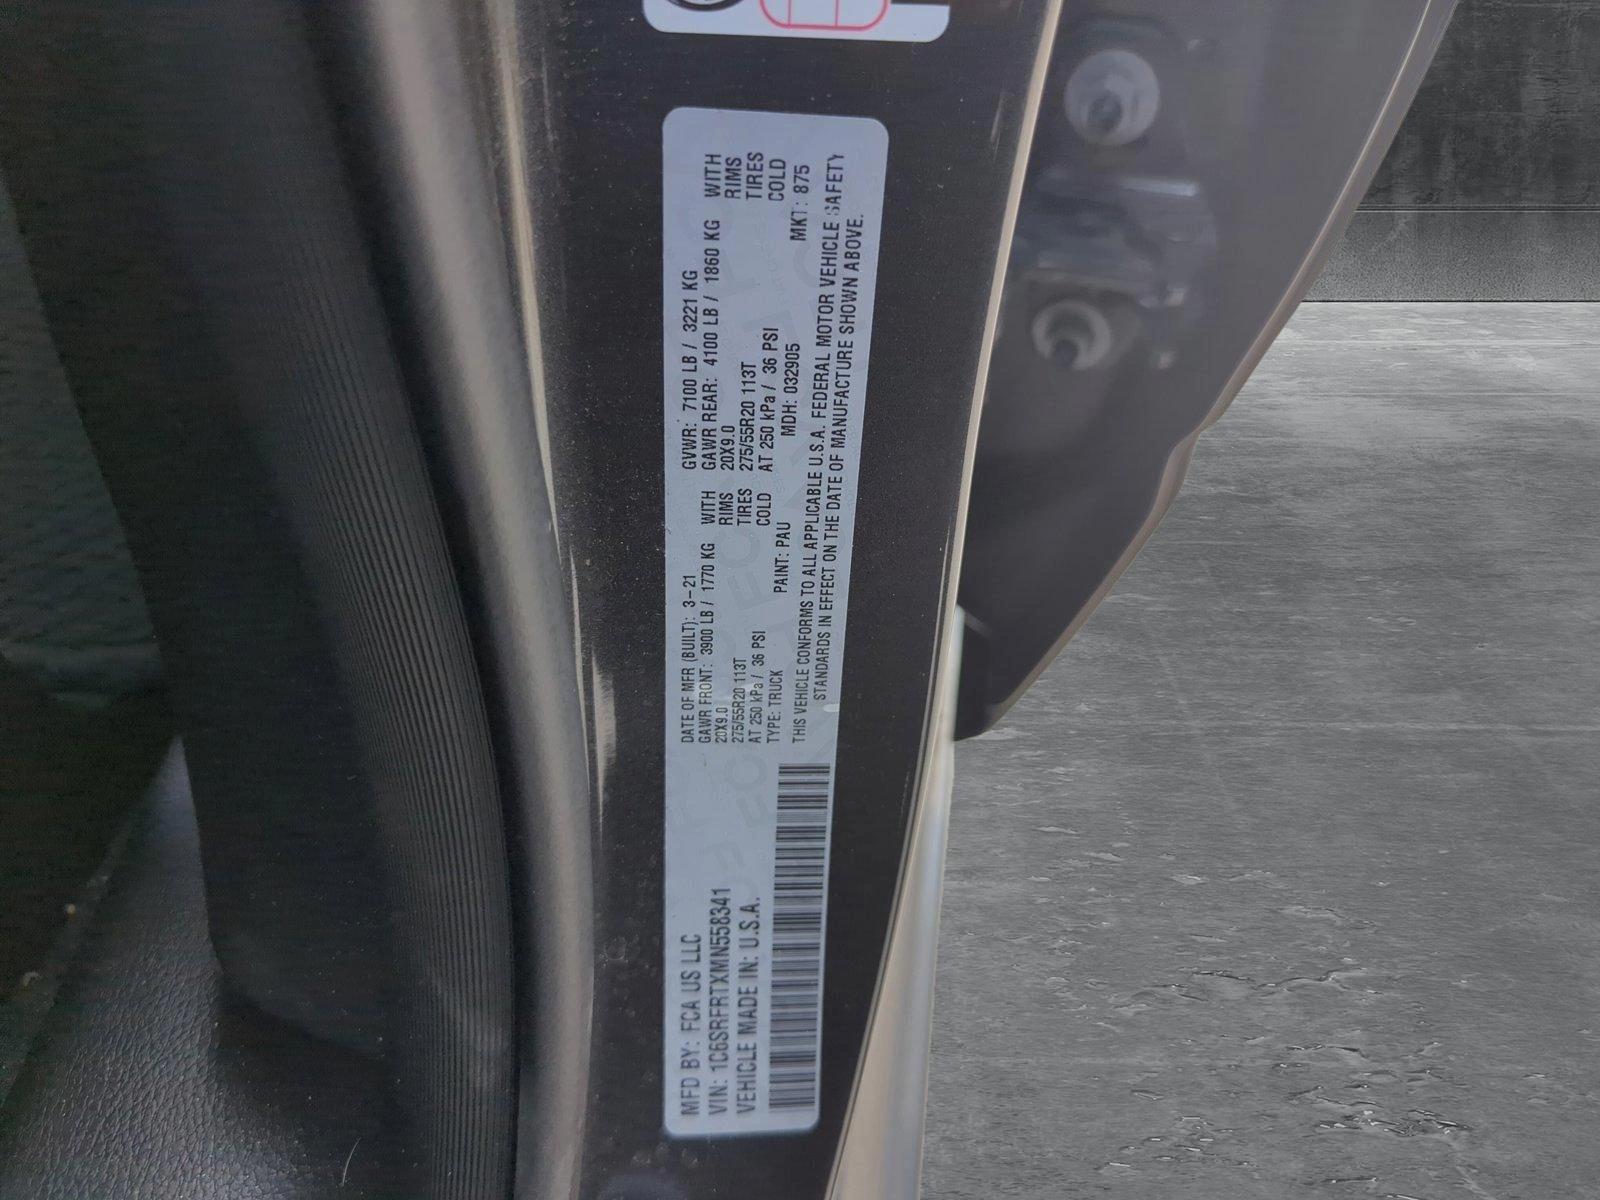 MFD BY: FCA US LLC
VIN: 1C6SRFRTXMN558341
VEHICLE MADE IN: U.S.A.
DATE OF MFR (BUILT): 3-21 GVWR: 7100 LB / 3221 KG
GAWR FRONT: 3900 LB / 1770 KG WITH GAWR REAR: 4100 LB / 1860 KG WITH
20X9.0 RIMS 20X9.0 RIMS
275/55R20 113T TIRES 275/55R20 113T TIRES
AT 250 kPa / 36 PSI COLD AT 250 kPa / 36 PSI COLD
TYPE: TRUCK PAINT: PAU MDH: 032905 MKT: 875
THIS VEHICLE CONFORMS TO ALL APPLICABLE U.S.A. FEDERAL MOTOR VEHICLE SAFETY
STANDARDS IN EFFECT ON THE DATE OF MANUFACTURE SHOWN ABOVE.